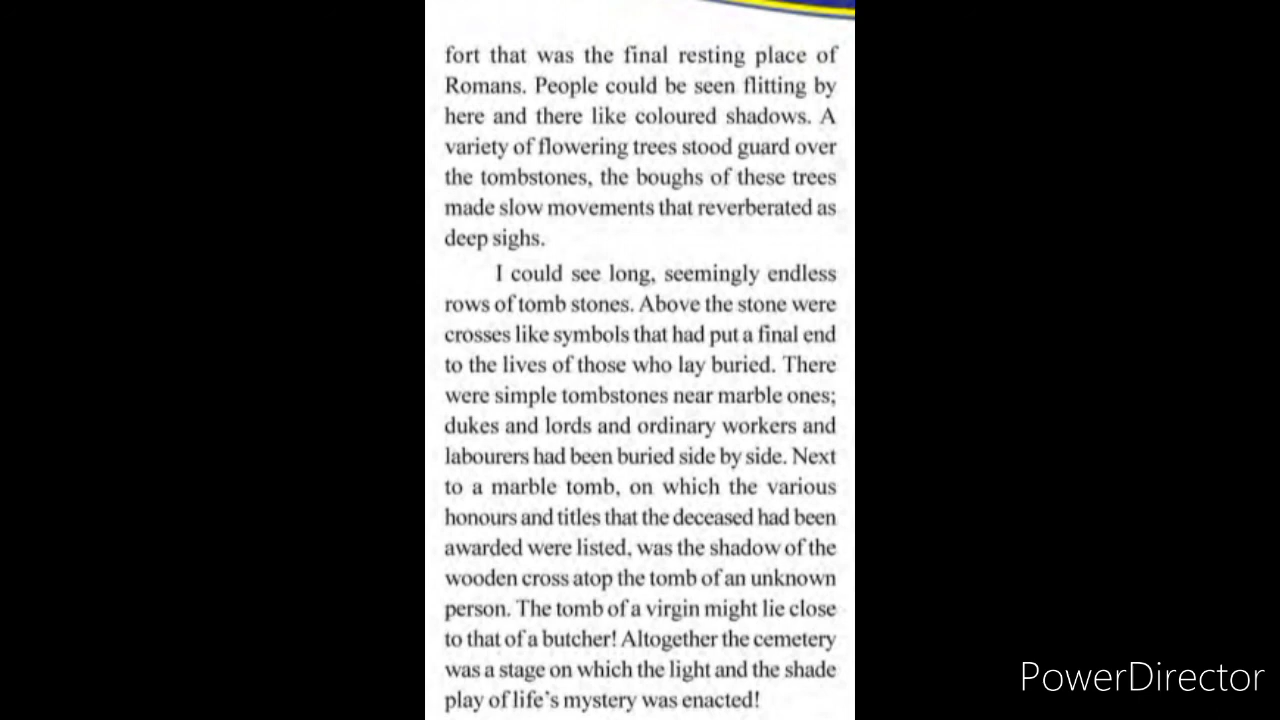 fort that was the final resting place of
Romans. People could be seen flitting by
here and there like coloured shadows. A
variety of flowering trees stood guard over
the tombstones, the boughs of these trees
made slow movements that reverberated as
deep sighs.
I could see long, seemingly endless
rows of tomb stones. Above the stone were
crosses like symbols that had put a final end
to the lives of those who lay buried. There
were simple tombstones near marble ones;
dukes and lords and ordinary workers and
labourers had been buried side by side. Next
to a marble tomb, on which the various
honours and titles that the deceased had been
awarded were listed, was the shadow of the
wooden cross atop the tomb of an unknown
person. The tomb of a virgin might lie close
to that of a butcher! Altogether the cemetery
was a stage on which the light and the shade
play of life's mystery was enacted!
PowerDirector